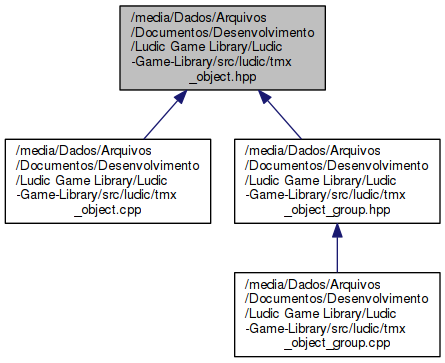 /media/Dados/Arquivos
/Documentos/Desenvolvimento
/Ludic Game Library/Ludic
-Game-Library/src/ludic/tmx
_object.hpp
/media/Dados/Arquivos
/Documentos/Desenvolvimento
/Ludic Game Library/Ludic
-Game-Library/src/ludic/tmx
_object.cpp
/media/Dados/Arquivos
/Documentos/Desenvolvimento
/Ludic Game Library/Ludic
-Game-Library/src/ludic/tmx
_object_group.hpp
/media/Dados/Arquivos
/Documentos/Desenvolvimento
/Ludic Game Library/Ludic
-Game-Library/src/ludic/tmx
_object_group.cpp